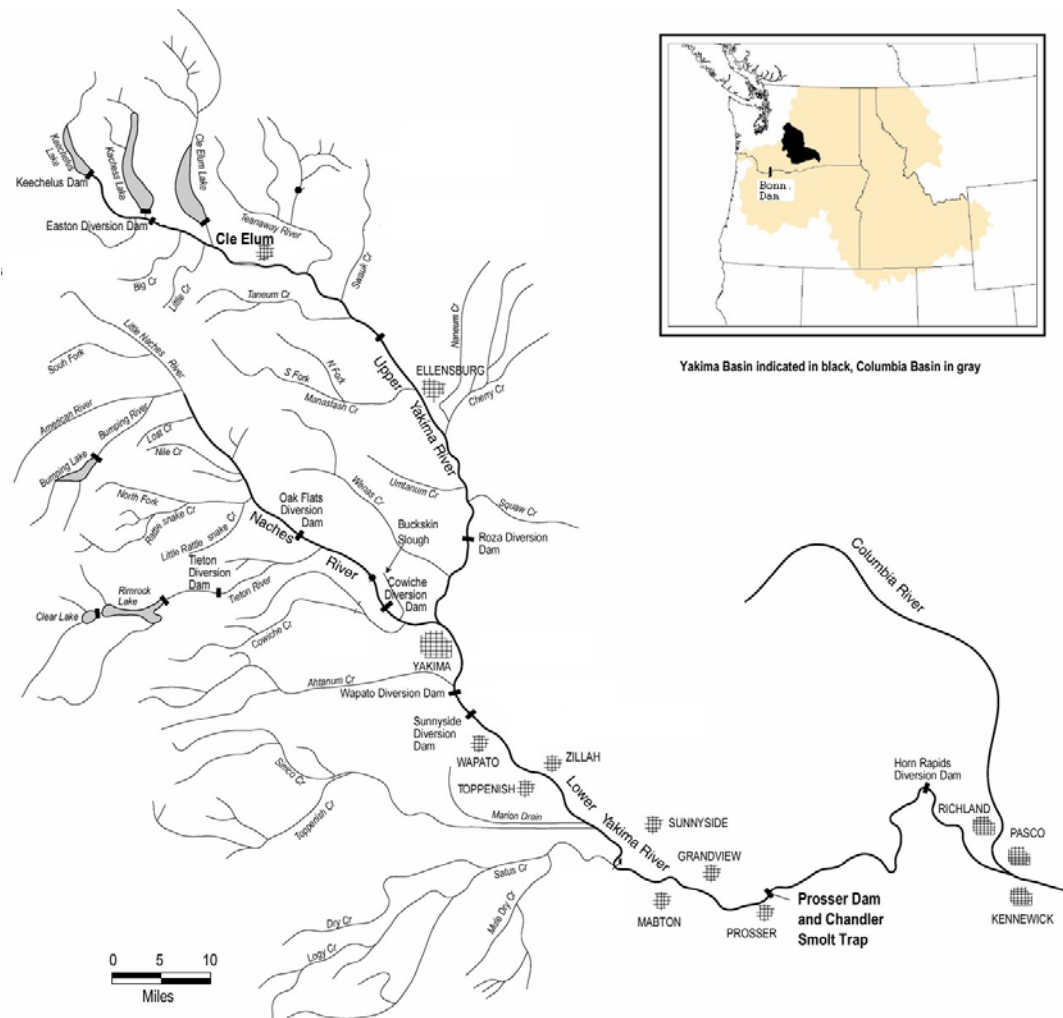 Keechelus
Lake
Kachess Lake
Cle Elum Lake
Keechelus Dam
Easton Diversion Dam
Cle Elum
Teanaway River
Big Cr
Little Cr
Swauk Cr
Taneum Cr
Naneum Cr
Little Naches River
South Fork
American River
Bumping River
Bumping Lake
Lost Cr
Nile Cr
N Fork
S Fork
Manastash Cr
Upper Yakima River
ELLENSBURG
Cherry Cr
North Fork
Rattle snake Cr
Little Rattle snake Cr
Wenas Cr
Umtanum Cr
Squaw Cr
Oak Flats
Diversion
Dam
Buckskin
Slough
Roza Diversion
Dam
Naches River
Tieton
Diversion
Dam
Rimrock
Lake
Tieton River
Clear Lake
Cowiche
Diversion
Dam
Cowiche Cr
YAKIMA
Ahtanum Cr
Wapato Diversion Dam
Sunnyside
Diversion
Dam
WAPATO
ZILLAH
TOPPENISH
Simco Cr
Toppenish Cr
Marion Drain
Lower Yakima River
SUNNYSIDE
GRANDVIEW
MABTON
PROSSER
Satus Cr
Dry Cr
Logy Cr
Mule Dry Cr
Prosser Dam
and Chandler
Smolt Trap
Columbia River
Horn Rapids
Diversion Dam
RICHLAND
PASCO
KENNEWICK
0 5 10
Miles
Bonn.
Dam
Yakima Basin indicated in black, Columbia Basin in gray